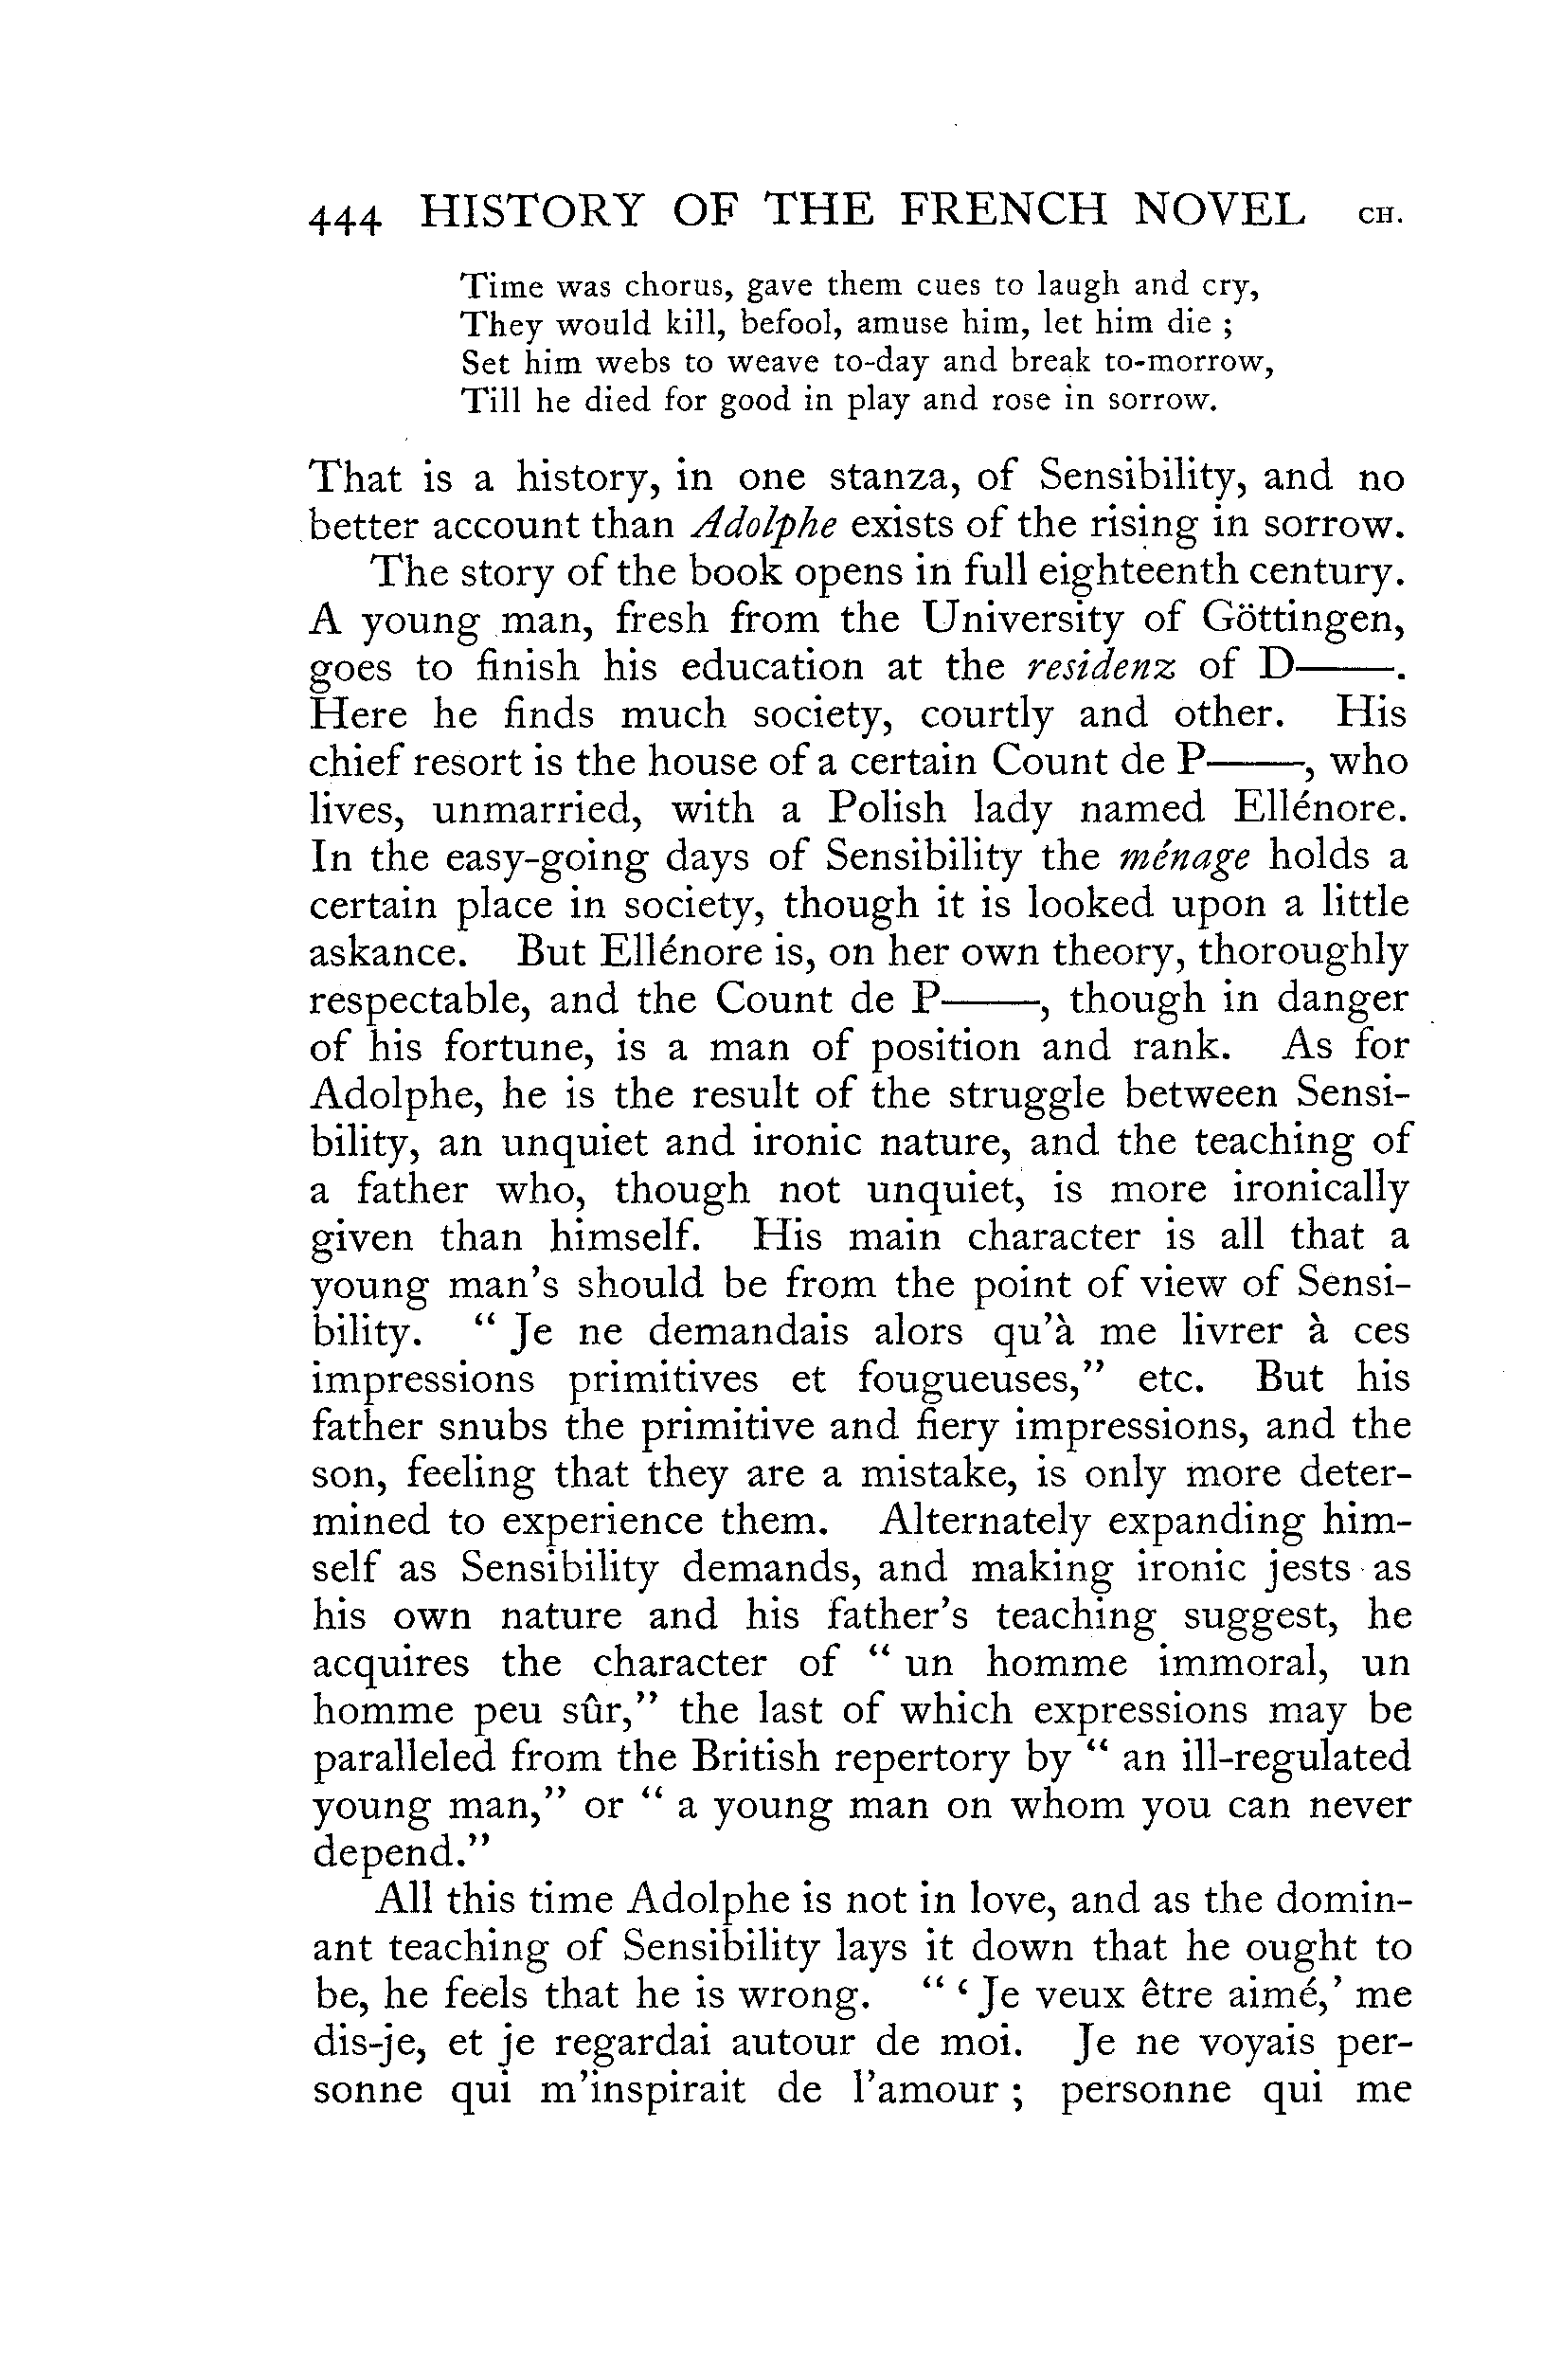 444 HISTORY OF THE FRENCH NOVEL CH.
Time was chorus, gave them cues to laugh and cry,
They would kill, befool, amuse him, let him die ;
Set him webs to weave to-day and break to-morrow,
Till he died for good in play and rose in sorrow.
That is a history, in one stanza, of Sensibility, and no
better account than Adolphe exists of the rising in sorrow.
The story of the book opens in full eighteenth century.
A young man, fresh from the University of Göttingen,
goes to finish his education at the residenz of D——.
Here he finds much society, courtly and other. His
chief resort is the house of a certain Count de P——, who
lives, unmarried, with a Polish lady named Ellénore.
In the easy-going days of Sensibility the ménage holds a
certain place in society, though it is looked upon a little
askance. But Ellénore is, on her own theory, thoroughly
respectable, and the Count de P——, though in danger
of his fortune, is a man of position and rank. As for
Adolphe, he is the result of the struggle between Sensi-
bility, an unquiet and ironic nature, and the teaching of
a father who, though not unquiet, is more ironically
given than himself. His main character is all that a
young man's should be from the point of view of Sensi-
bility. " Je ne demandais alors qu'à me livrer à ces
impressions primitives et fougueuses," etc. But his
father snubs the primitive and fiery impressions, and the
son, feeling that they are a mistake, is only more deter-
mined to experience them. Alternately expanding him-
self as Sensibility demands, and making ironic jests as
his own nature and his father's teaching suggest, he
acquires the character of " un homme immoral, un
homme peu sûr," the last of which expressions may be
paralleled from the British repertory by " an ill-regulated
young man," or " a young man on whom you can never
depend."
All this time Adolphe is not in love, and as the domin-
ant teaching of Sensibility lays it down that he ought to
be, he feels that he is wrong. " ' Je veux être aimé,' me
dis-je, et je regardai autour de moi. Je ne voyais per-
sonne qui m'inspirait de l'amour ; personne qui me